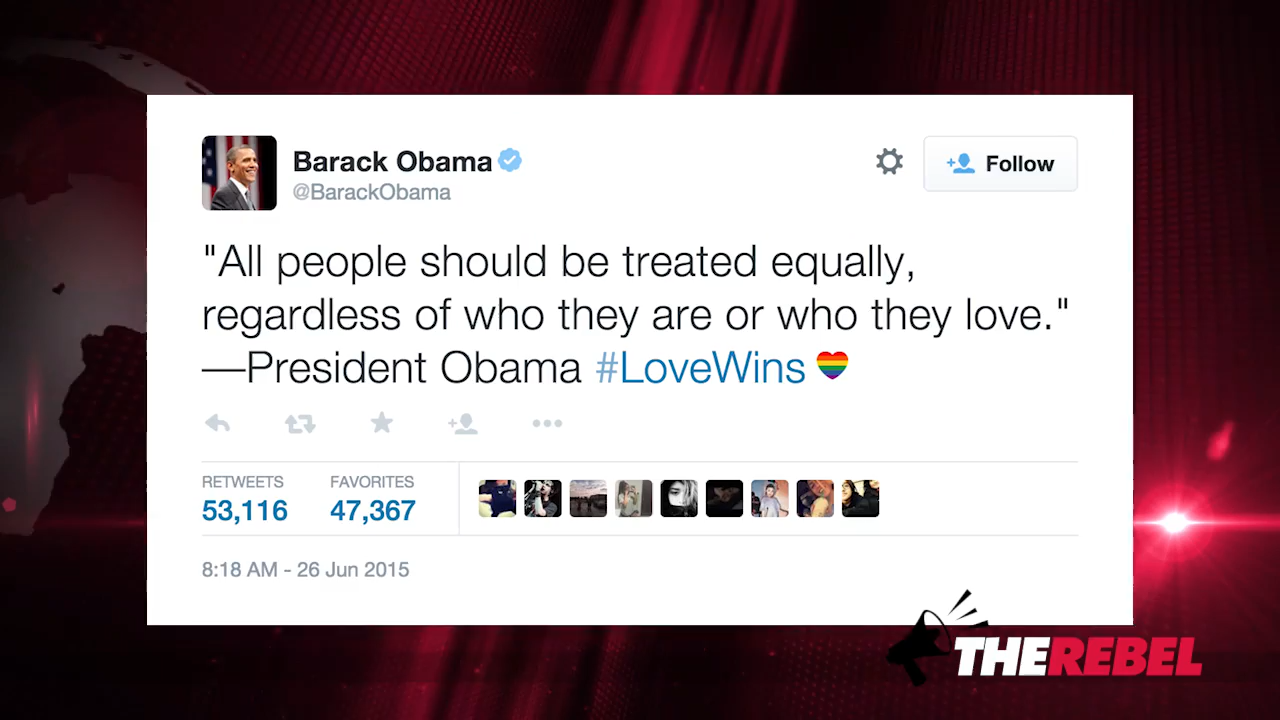 Barack Obama
@BarackObama
Follow
"All people should be treated equally,
regardless of who they are or who they love."
—President Obama #LoveWins
RETWEETS FAVORITES
53,116 47,367
8:18 AM - 26 Jun 2015
THEREBEL